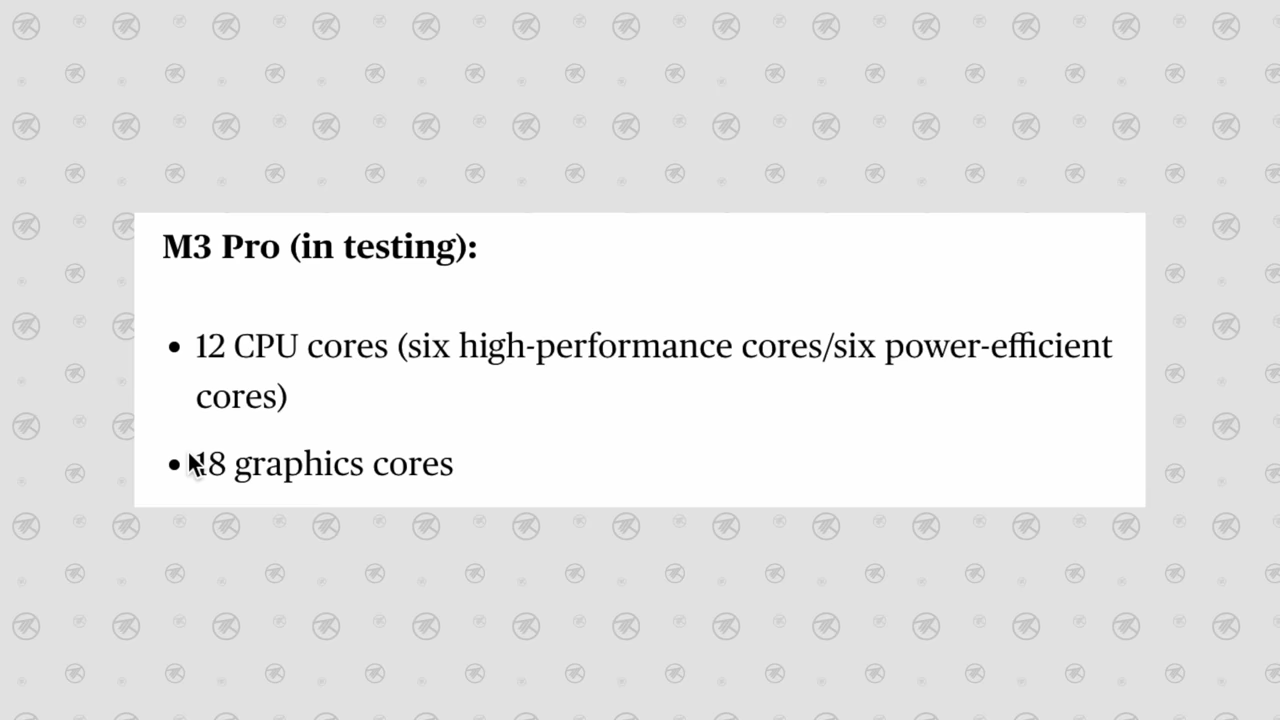 M3 Pro (in testing):
• 12 CPU cores (six high-performance cores/six power-efficient
cores)
• 18 graphics cores